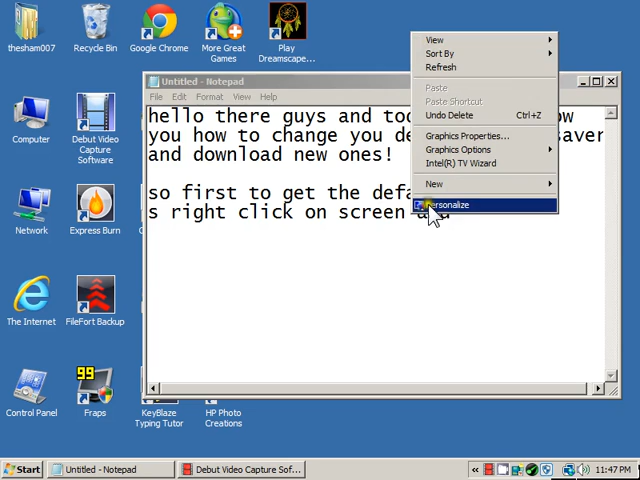 thesham007
Recycle Bin
Google Chrome
More Great
Games
Play
Dreamscape...
Computer
Debut Video
Capture
Software
Network
Express Burn
The Internet
FileFort Backup
99
Control Panel
Fraps
KeyBlaze
Typing Tutor
HP Photo
Creations
Untitled - Notepad
File Edit Format View Help
hello there guys and
you how to change you saver
and download new ones!
so first to get the
s right click on screen and
View
Sort By
Refresh
Paste
Paste Shortcut
Undo Delete Ctrl+Z
Graphics Properties...
Graphics Options
Intel(R) TV Wizard
New
Personalize
Start
Untitled - Notepad
Debut Video Capture Sof...
11:47 PM